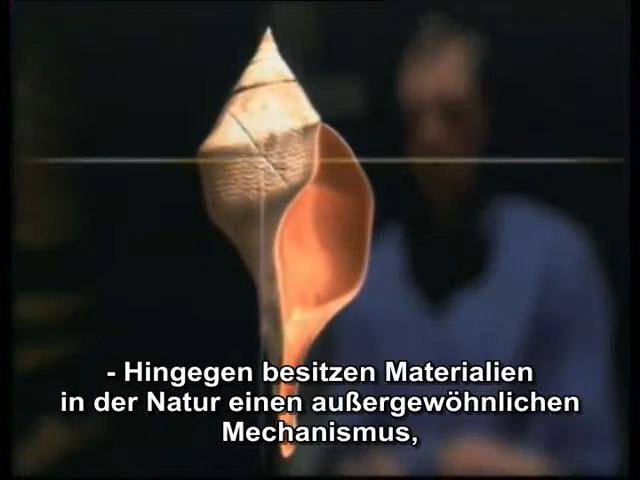 - Hingegen besitzen Materialien
in der Natur einen außergewöhnlichen
Mechanismus,